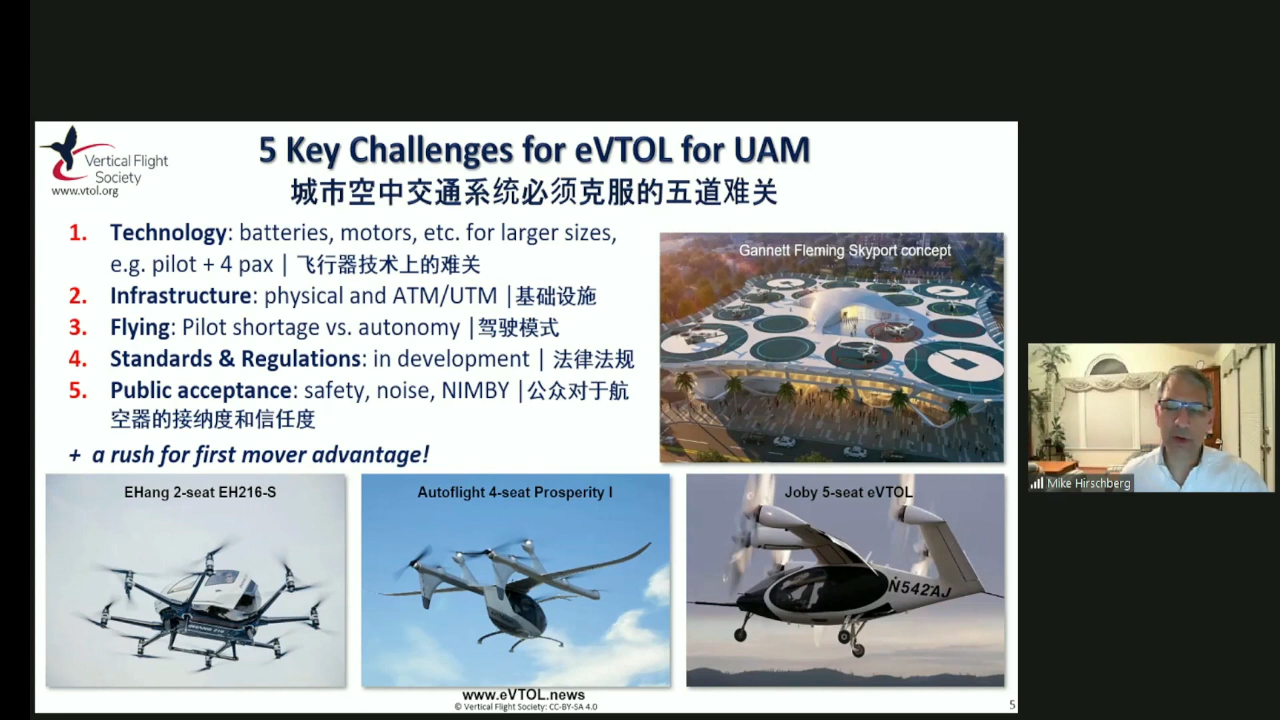 Vertical Flight
Society
www.vtol.org
5 Key Challenges for eVTOL for UAM
城市空中交通系统必须克服的五道难关
1. Technology: batteries, motors, etc. for larger sizes,
e.g. pilot + 4 pax | 飞行器技术上的难关
2. Infrastructure: physical and ATM/UTM |基础设施
3. Flying: Pilot shortage vs. autonomy |驾驶模式
4. Standards & Regulations: in development | 法律法规
5. Public acceptance: safety, noise, NIMBY |公众对于航
空器的接纳度和信任度
+ a rush for first mover advantage!
Gannett Fleming Skyport concept
EHang 2-seat EH216-S
Autoflight 4-seat Prosperity I
Joby 5-seat eVTOL
N542AJ
www.eVTOL.news
© Vertical Flight Society: CC-BY-SA 4.0
5
Mike Hirschberg